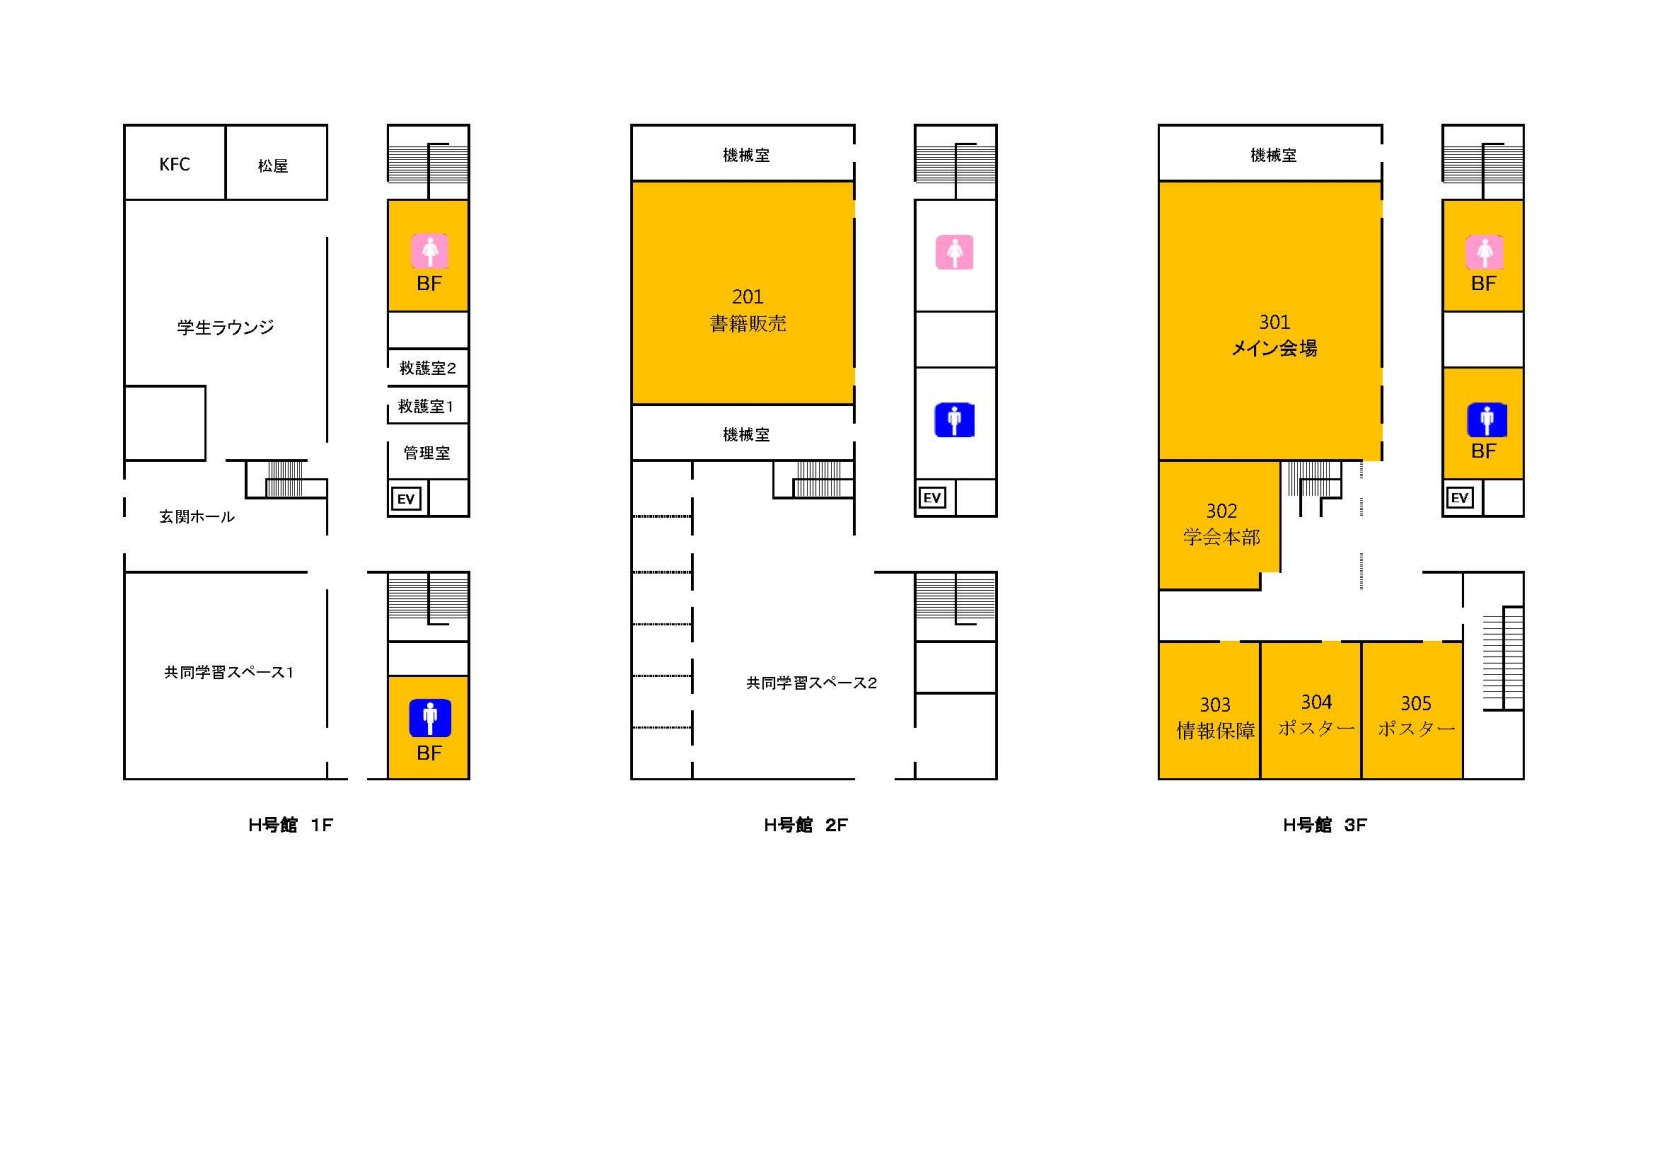 KFC
松屋
BF
学生ラウンジ
救護室2
救護室1
管理室
EV
玄関ホール
共同学習スペース1
BF
H号館 1F
機械室
201
書籍販売
機械室
EV
共同学習スペース2
H号館 2F
機械室
BF
301
メイン会場
BF
EV
302
学会本部
303
情報保障
304
ポスター
305
ポスター
H号館 3F